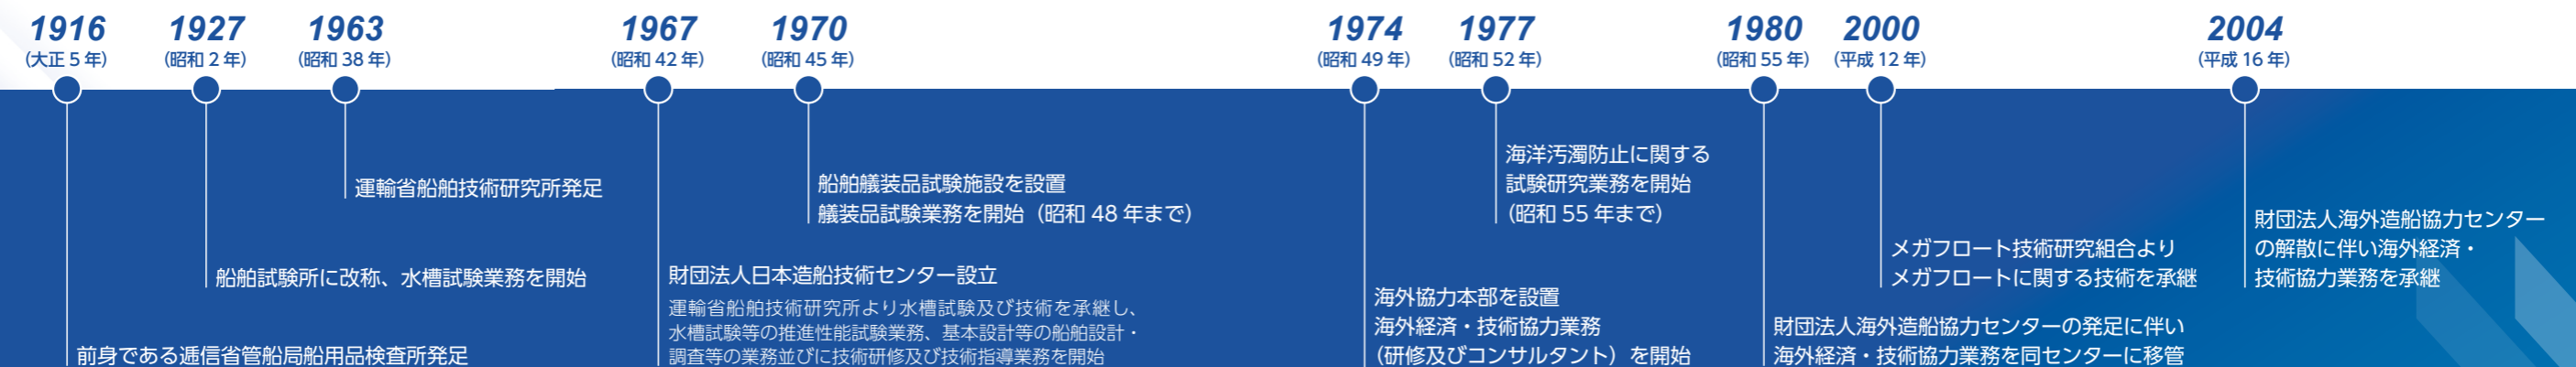 1916
(大正 5 年)
前身である逓信省管船局船用品検査所発足
1927
(昭和 2 年)
船舶試験所に改称、水槽試験業務を開始
1963
(昭和 38 年)
運輸省船舶技術研究所発足
1967
(昭和 42 年)
財団法人日本造船技術センター設立
運輸省船舶技術研究所より水槽試験及び技術を承継し、
水槽試験等の推進性能試験業務、基本設計等の船舶設計・
調査等の業務並びに技術研修及び技術指導業務を開始
1970
(昭和 45 年)
船舶艤装品試験施設を設置
艤装品試験業務を開始（昭和 48 年まで）
1974
(昭和 49 年)
海外協力本部を設置
海外経済・技術協力業務
（研修及びコンサルタント）を開始
1977
(昭和 52 年)
海洋汚濁防止に関する
試験研究業務を開始
（昭和 55 年まで）
1980
(昭和 55 年)
財団法人海外造船協力センターの発足に伴い
海外経済・技術協力業務を同センターに移管
2000
(平成 12 年)
メガフロート技術研究組合より
メガフロートに関する技術を承継
2004
(平成 16 年)
財団法人海外造船協力センター
の解散に伴い海外経済・
技術協力業務を承継